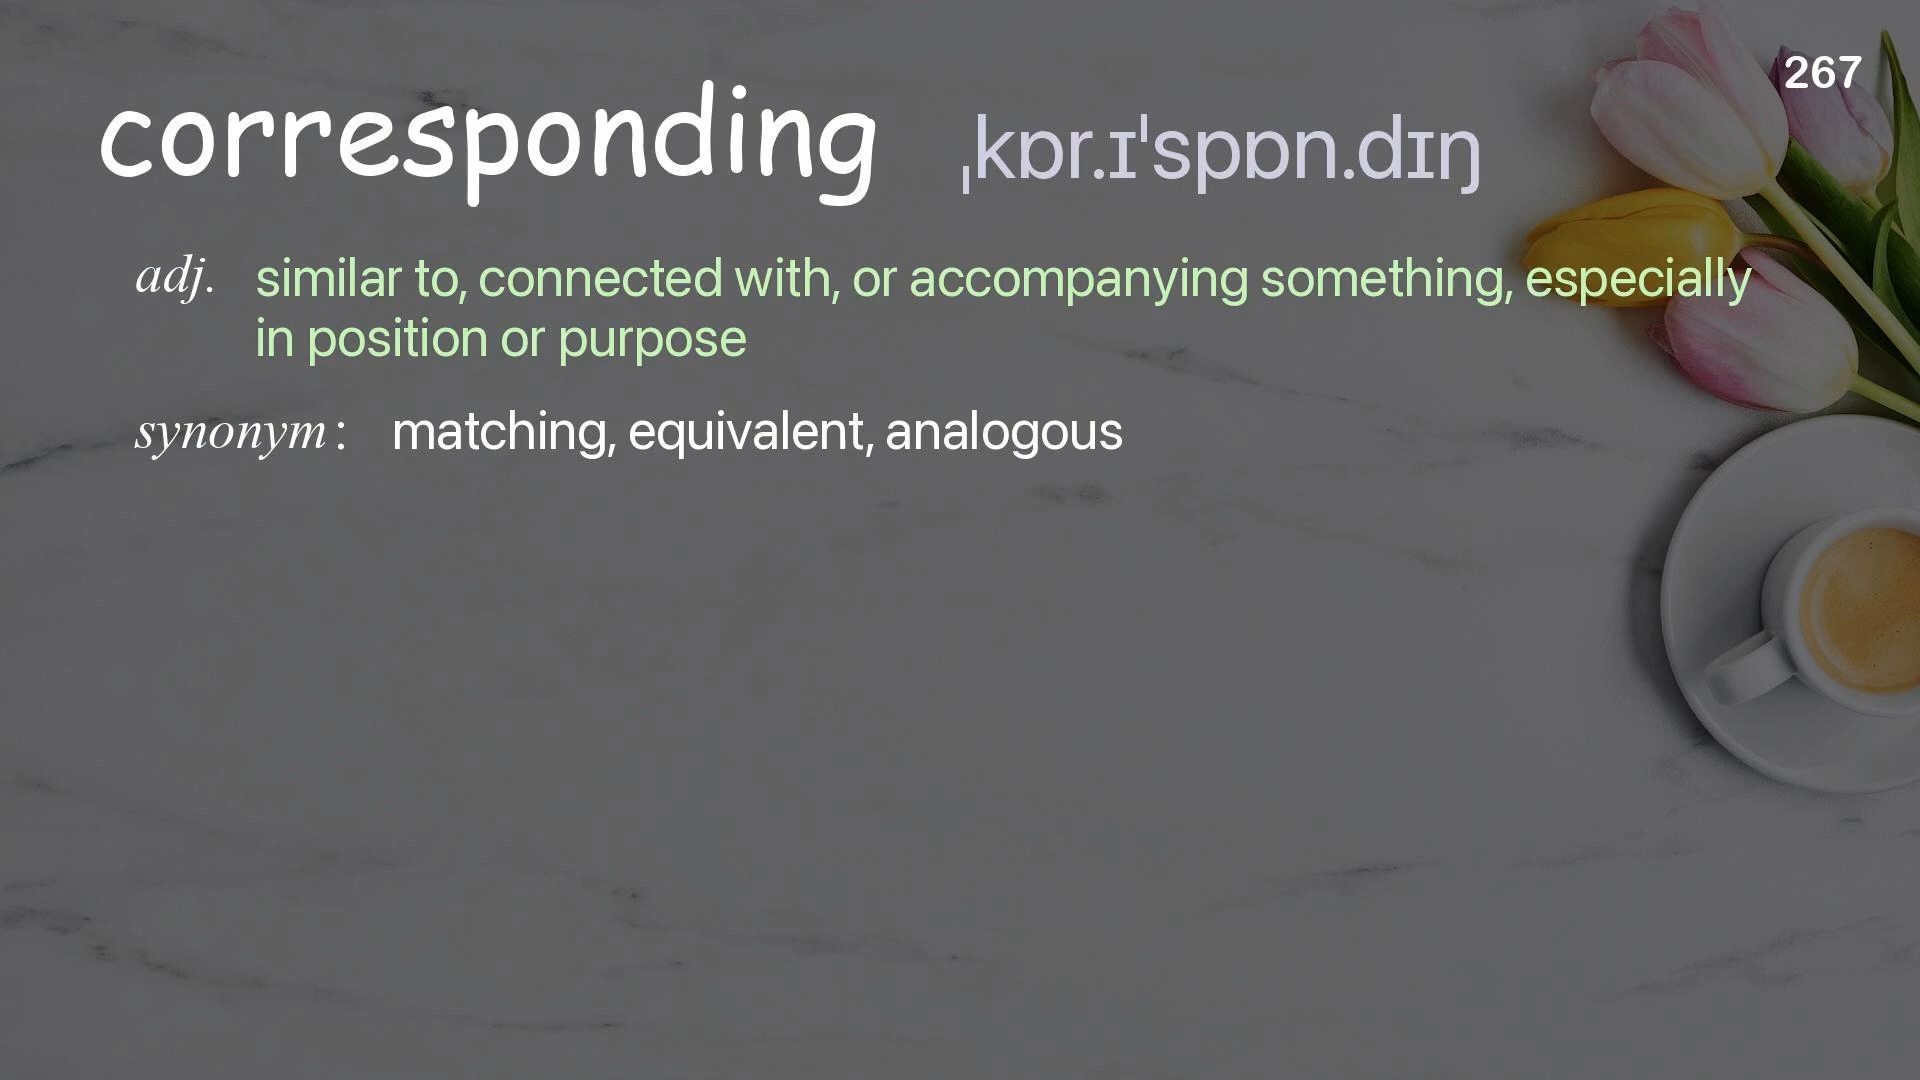 267
corresponding ˌkɒr.ɪˈspɒn.dɪŋ
adj. similar to, connected with, or accompanying something, especially
in position or purpose
synonym: matching, equivalent, analogous